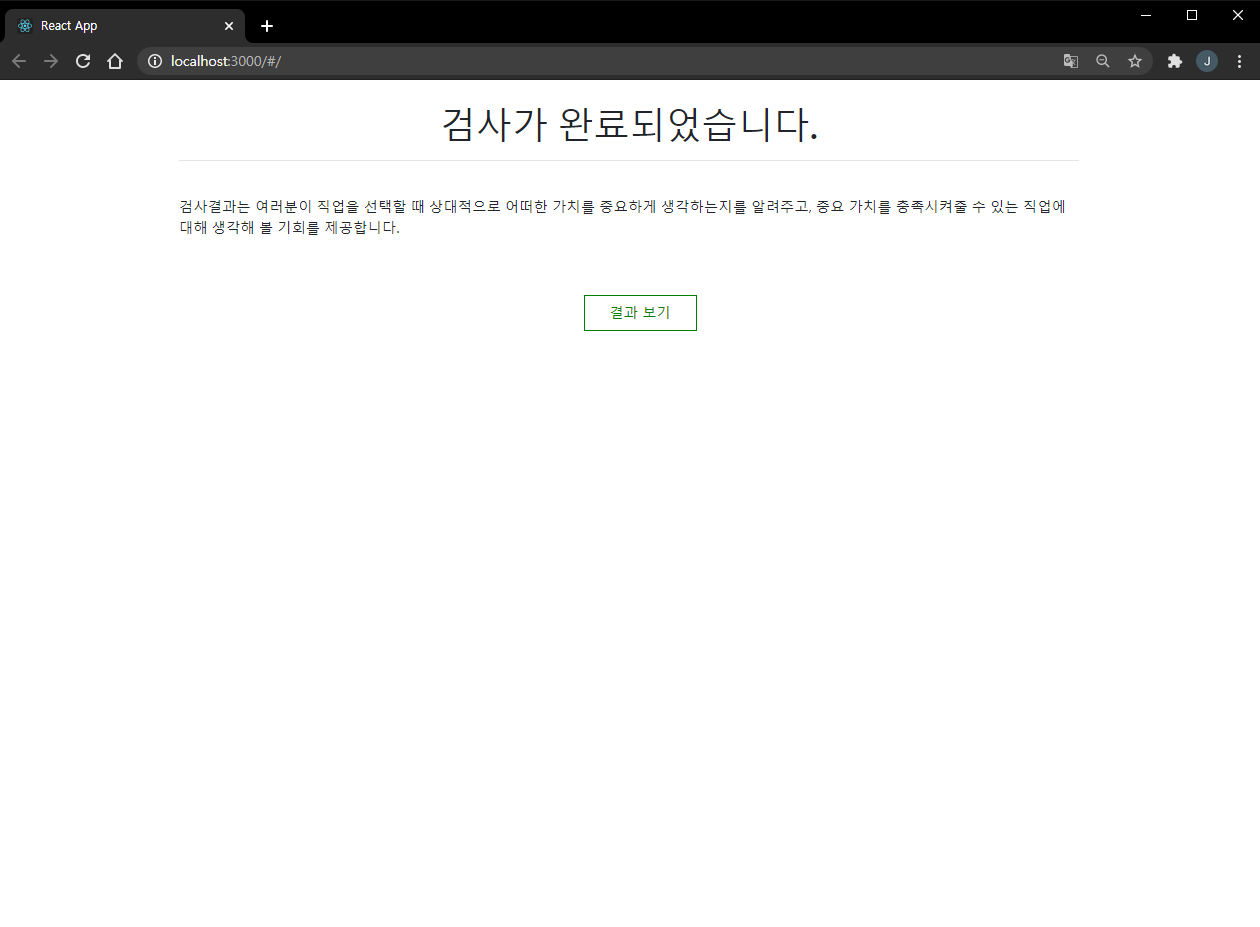 React App
localhost:3000/#/
J
검사가 완료되었습니다.
검사결과는 여러분이 직업을 선택할 때 상대적으로 어떠한 가치를 중요하게 생각하는지를 알려주고, 중요 가치를 충족시켜줄 수 있는 직업에
대해 생각해 볼 기회를 제공합니다.
결과 보기